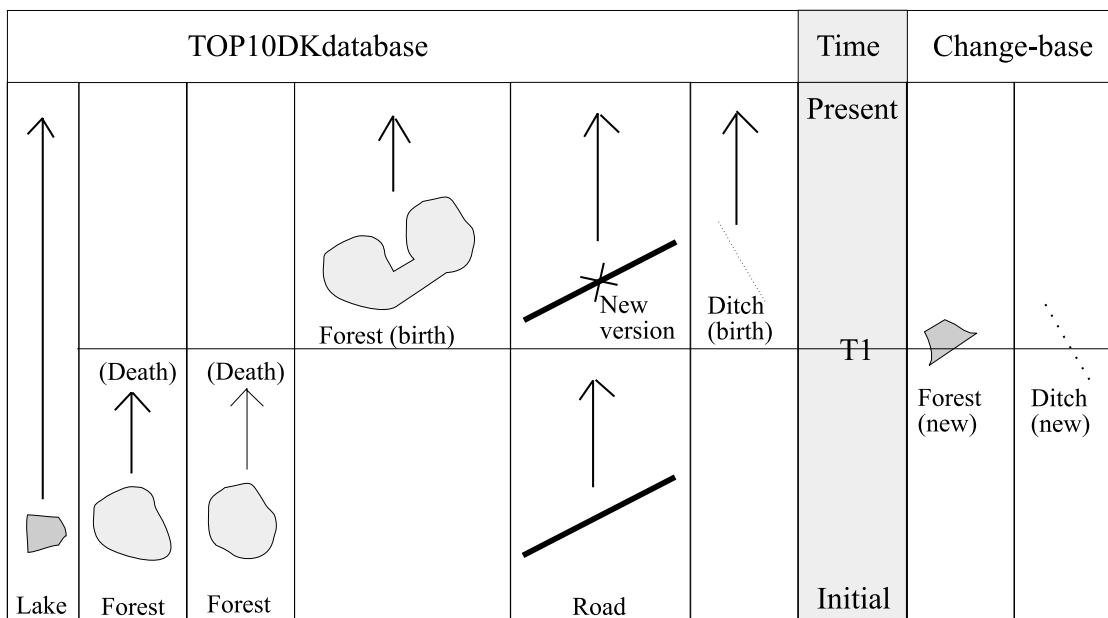 TOP10DKdatabase
Time
Change-base
Present
New
version
Ditch
(birth)
Forest (birth)
T1
(Death)
(Death)
Forest
(new)
Ditch
(new)
Lake
Forest
Forest
Road
Initial